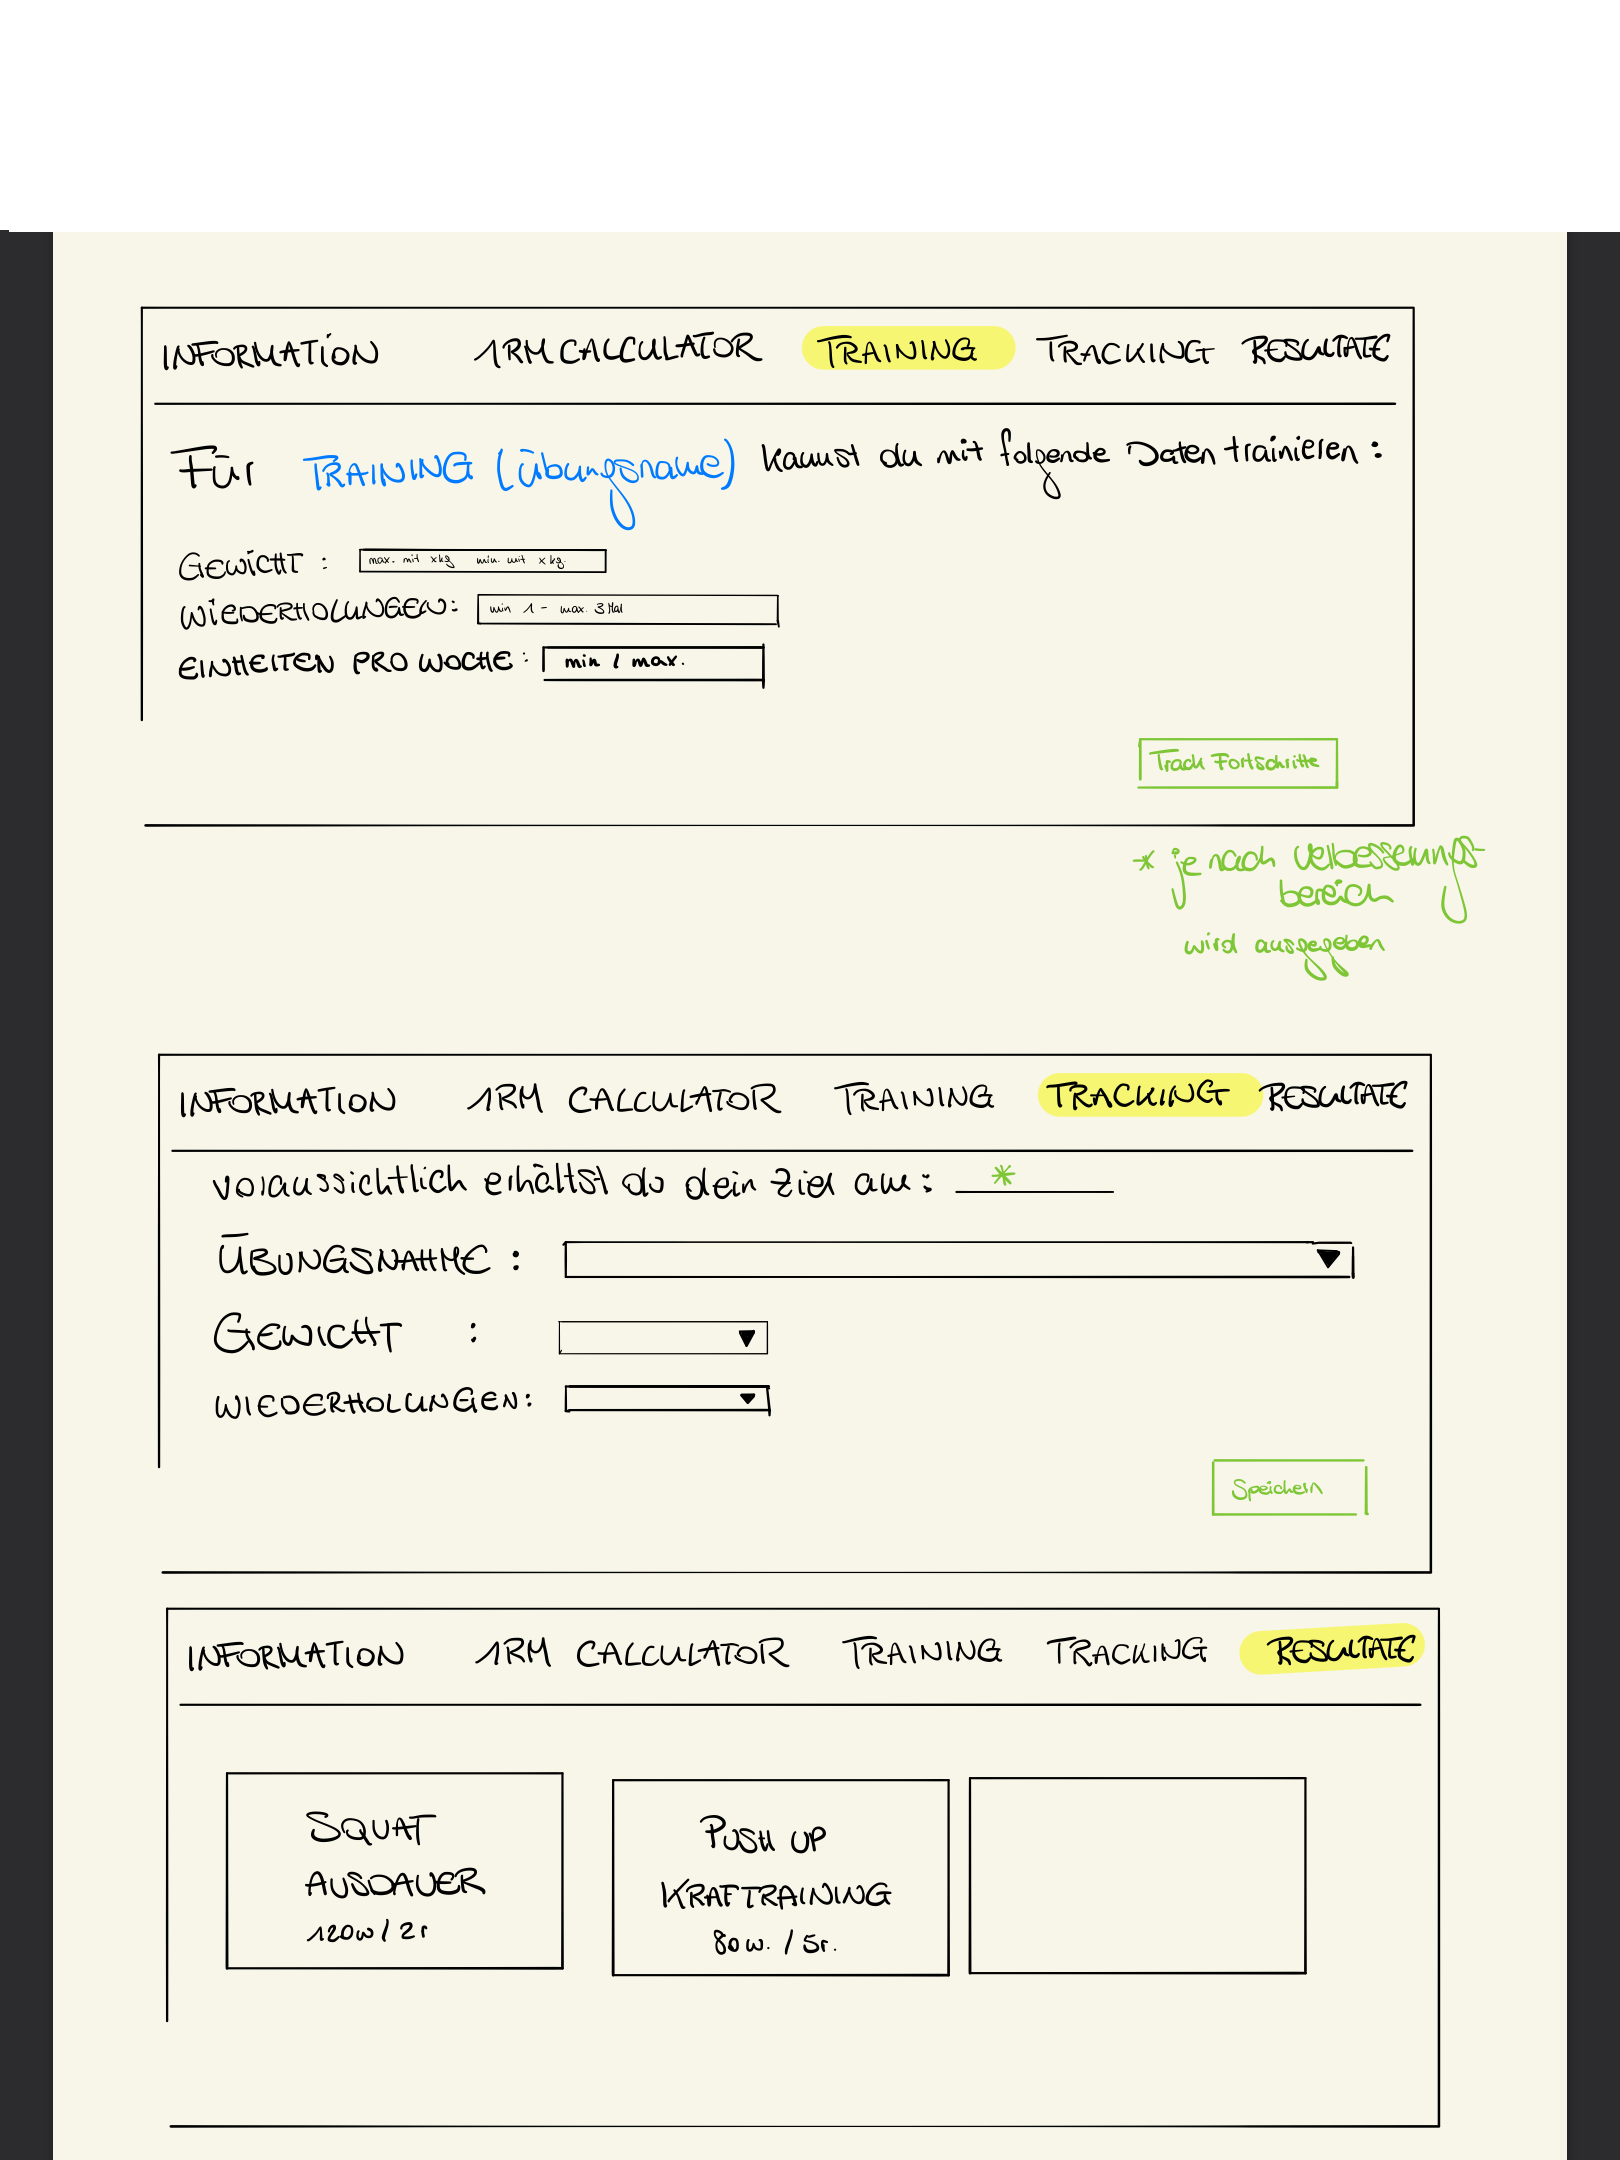 INFORMATION 1RM CALCULATOR TRAINING TRACKING RESULTATE
Für TRAINING (Übungsname) kannst du mit folgende Daten trainieren :
GEWICHT : max. mit x kg min. mit x kg.
WIEDERHOLUNGEN: min 1 - max. 3 Mal
EINHEITEN PRO WOCHE : min / max.
Track Fortschritte
* je nach Verbesserungs-
bereich
wird ausgegeben
INFORMATION 1RM CALCULATOR TRAINING TRACKING RESULTATE
voraussichtlich erhältst du dein Ziel am : *
ÜBUNGSNAHME :
GEWICHT :
WIEDERHOLUNGEN:
Speichern
INFORMATION 1RM CALCULATOR TRAINING TRACKING RESULTATE
SQUAT
AUSDAUER
120w / 2r
PUSH UP
KRAFTRAINING
80 w. / 5r.